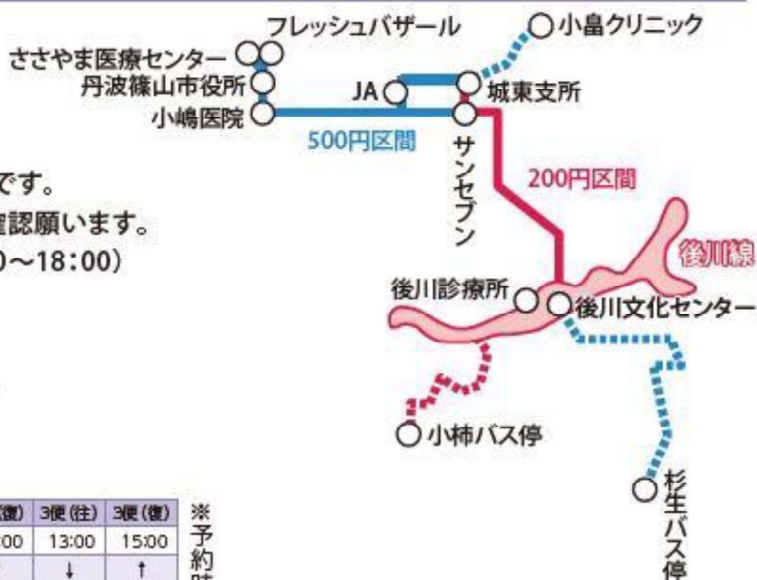 フレッシュバザール
小畠クリニック
ささやま医療センター
丹波篠山市役所
JA
城東支所
小嶋医院
500円区間
サンセブン
です。
200円区間
確認願います。
～18:00）
後川線
後川診療所
後川文化センター
小柿バス停
杉生バス停
3便（往） 3便（復）
13:00 15:00
↓ ↑
※予約